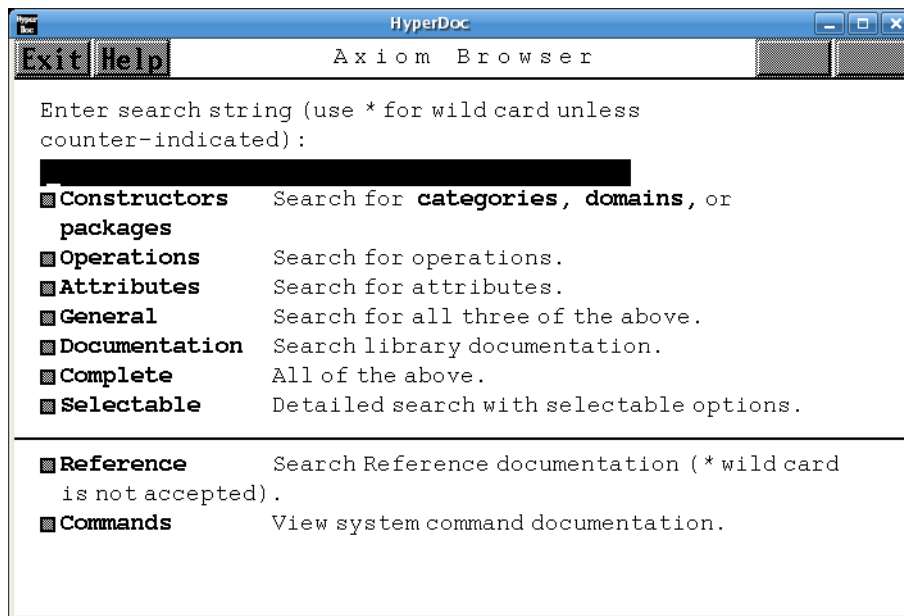 Hyper
Doc
HyperDoc
Exit Help Axiom Browser
Enter search string (use * for wild card unless
counter-indicated):
Constructors Search for categories, domains, or
packages
Operations Search for operations.
Attributes Search for attributes.
General Search for all three of the above.
Documentation Search library documentation.
Complete All of the above.
Selectable Detailed search with selectable options.
Reference Search Reference documentation (* wild card
is not accepted).
Commands View system command documentation.